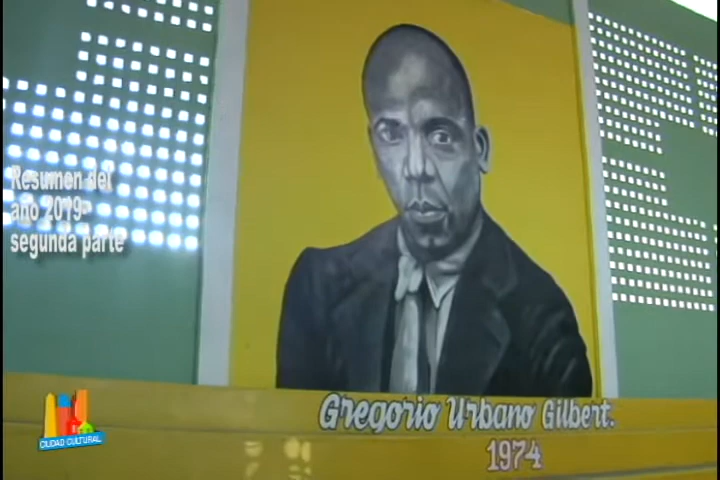 Resumen del
año 2019-
segunda parte
Gregorio Urbano Gilbert.
1974
CIUDAD CULTURAL